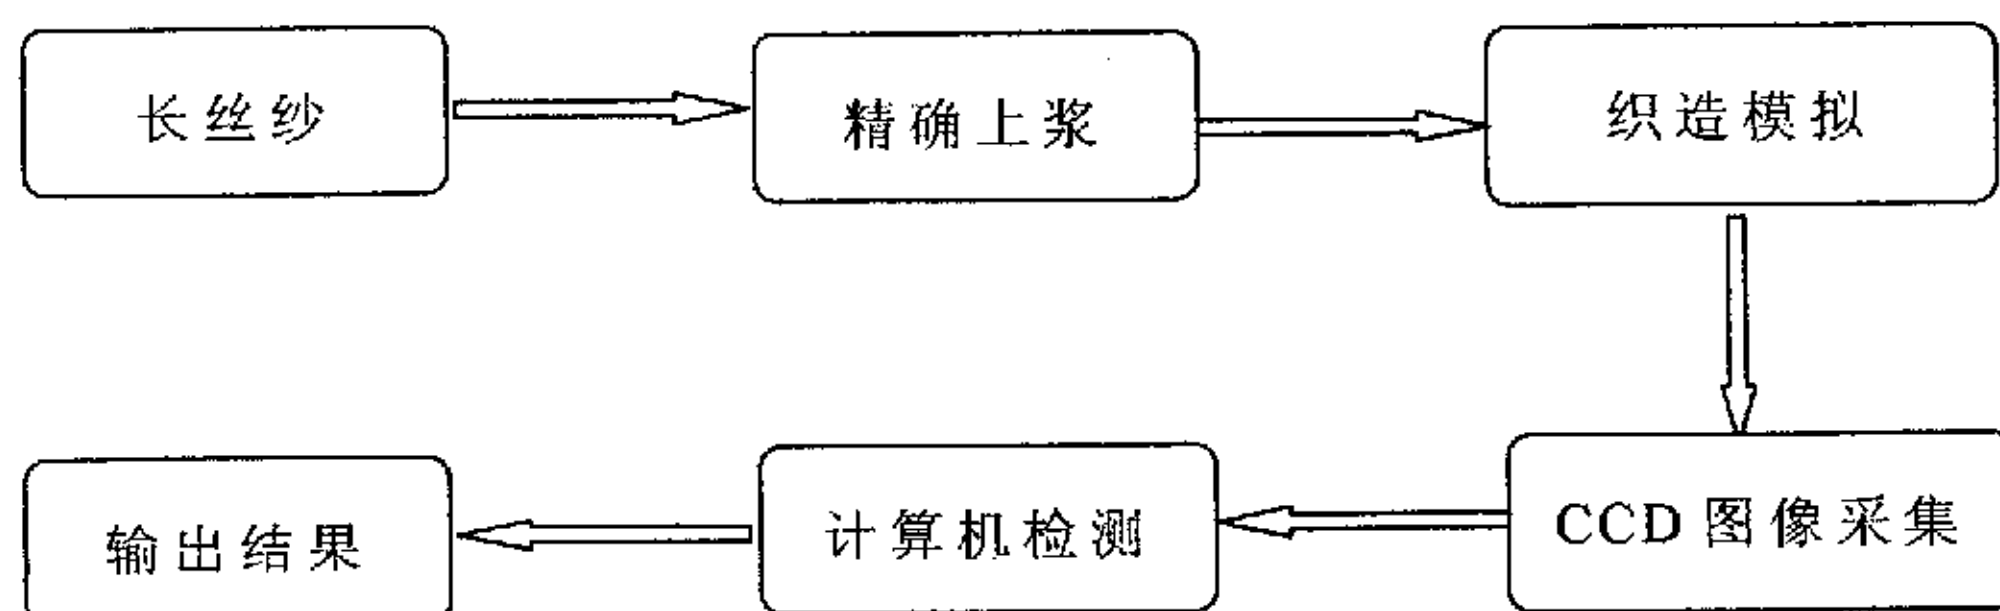 长丝纱
精确上浆
织造模拟
CCD图像采集
计算机检测
输出结果